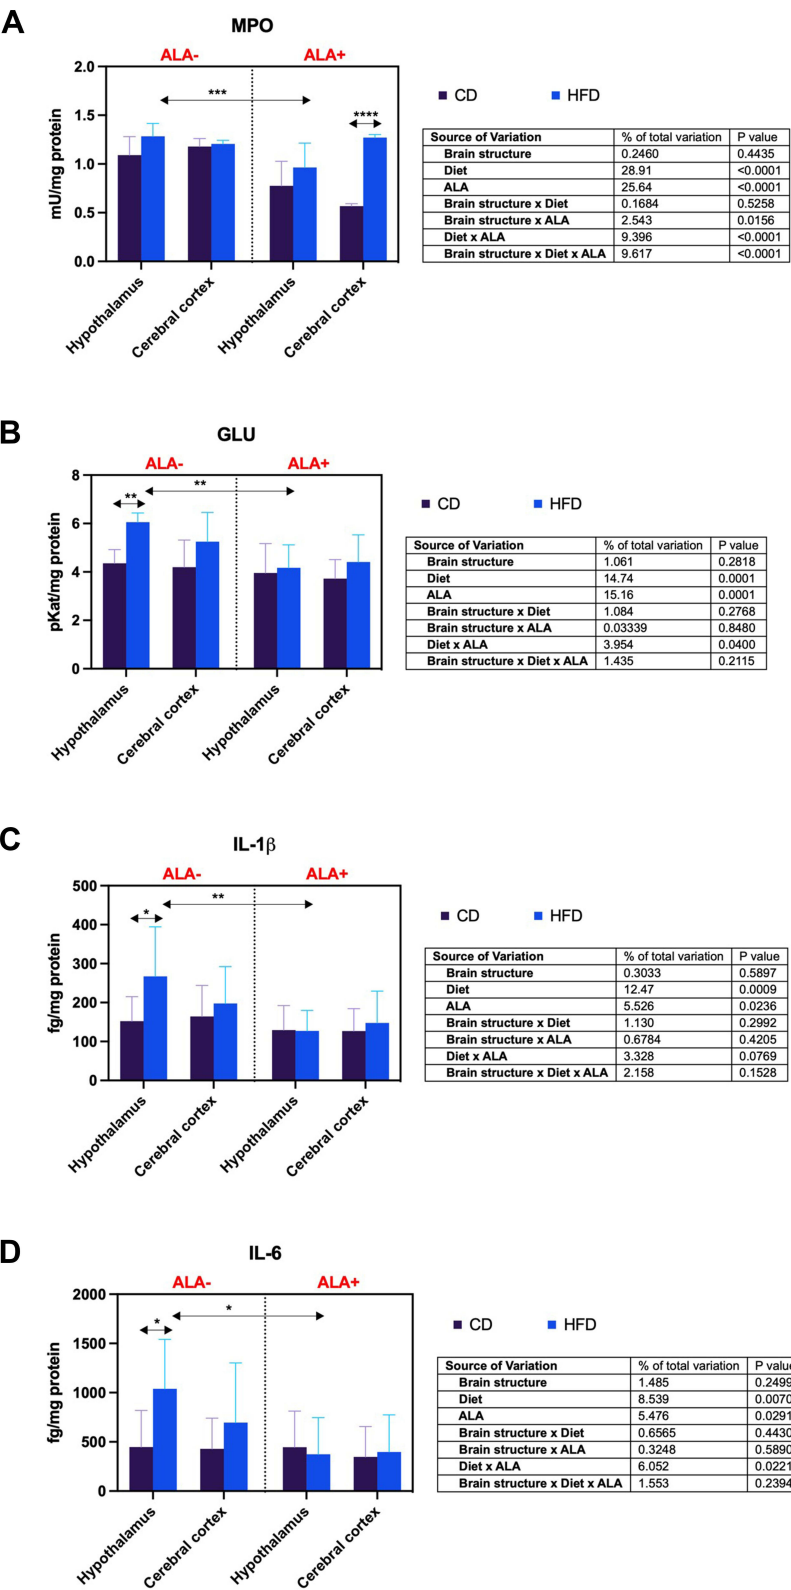 A
MPO
ALA- ALA+
2.0
1.5
1.0
0.5
0.0
mU/mg protein
*** ****
Hypothalamus
Cerebral cortex
Hypothalamus
Cerebral cortex
CD HFD
Source of Variation % of total variation P value
Brain structure 0.2460 0.4435
Diet 28.91 <0.0001
ALA 25.64 <0.0001
Brain structure x Diet 0.1684 0.5258
Brain structure x ALA 2.543 0.0156
Diet x ALA 9.396 <0.0001
Brain structure x Diet x ALA 9.617 <0.0001
B
GLU
ALA- ALA+
8
6
4
2
0
pKat/mg protein
** **
Hypothalamus
Cerebral cortex
Hypothalamus
Cerebral cortex
CD HFD
Source of Variation % of total variation P value
Brain structure 1.061 0.2818
Diet 14.74 0.0001
ALA 15.16 0.0001
Brain structure x Diet 1.084 0.2768
Brain structure x ALA 0.03339 0.8480
Diet x ALA 3.954 0.0400
Brain structure x Diet x ALA 1.435 0.2115
C
IL-1β
ALA- ALA+
500
400
300
200
100
0
fg/mg protein
* **
Hypothalamus
Cerebral cortex
Hypothalamus
Cerebral cortex
CD HFD
Source of Variation % of total variation P value
Brain structure 0.3033 0.5897
Diet 12.47 0.0009
ALA 5.526 0.0236
Brain structure x Diet 1.130 0.2992
Brain structure x ALA 0.6784 0.4205
Diet x ALA 3.328 0.0769
Brain structure x Diet x ALA 2.158 0.1528
D
IL-6
ALA- ALA+
2000
1500
1000
500
0
fg/mg protein
* *
Hypothalamus
Cerebral cortex
Hypothalamus
Cerebral cortex
CD HFD
Source of Variation % of total variation P value
Brain structure 1.485 0.2499
Diet 8.539 0.0070
ALA 5.476 0.0291
Brain structure x Diet 0.6565 0.4430
Brain structure x ALA 0.3248 0.5890
Diet x ALA 6.052 0.0221
Brain structure x Diet x ALA 1.553 0.2394